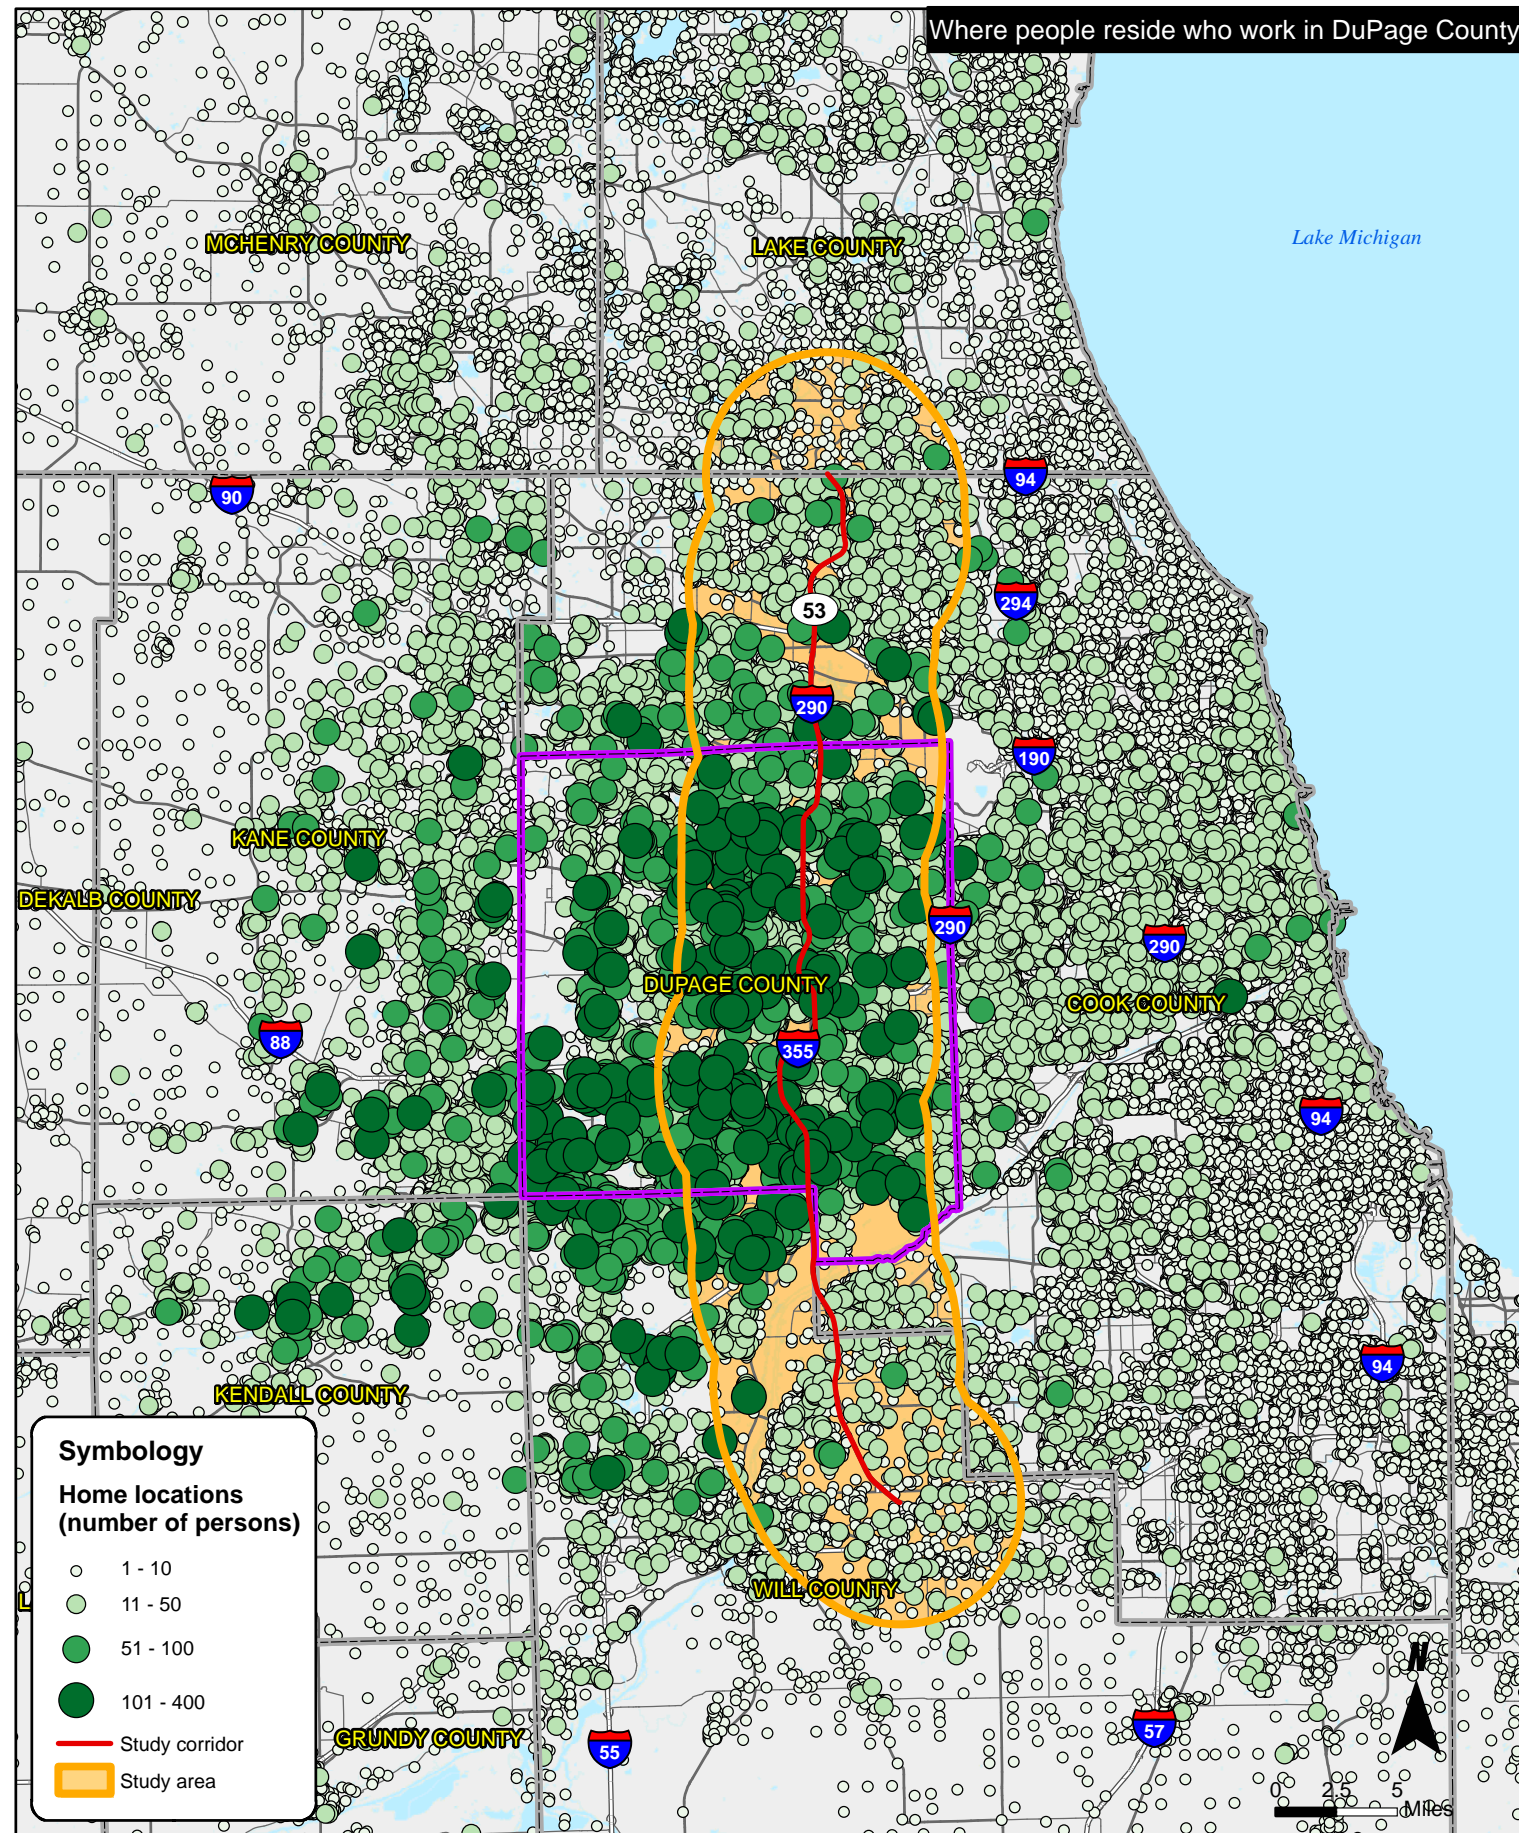 Where people reside who work in DuPage County
Lake Michigan
MCHENRY COUNTY
LAKE COUNTY
94
90
294
53
290
190
KANE COUNTY
DEKALB COUNTY
290
290
DUPAGE COUNTY
COOK COUNTY
88
355
94
94
KENDALL COUNTY
Symbology
Home locations
(number of persons)
1 - 10
11 - 50
51 - 100
101 - 400
Study corridor
Study area
WILL COUNTY
L
GRUNDY COUNTY
55
57
N
0 2.5 5
Miles